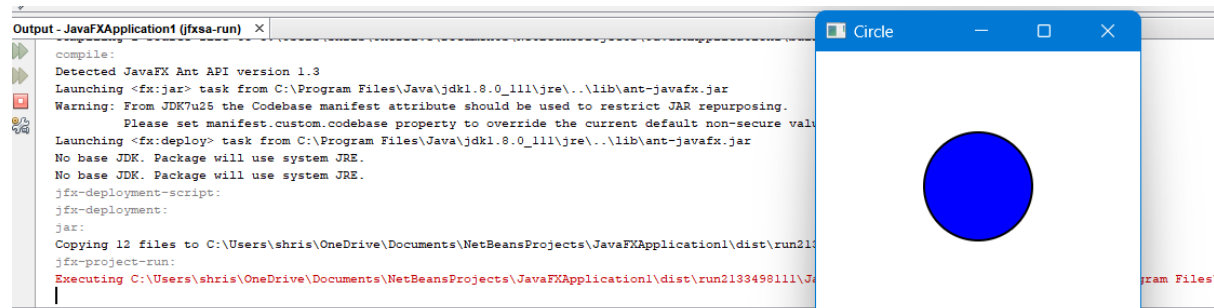 Output - JavaFXApplication1 (jfxsa-run) ×
Circle
compile:
Detected JavaFX Ant API version 1.3
Launching <fx:jar> task from C:\Program Files\Java\jdk1.8.0_111\jre\..\lib\ant-javafx.jar
Warning: From JDK7u25 the Codebase manifest attribute should be used to restrict JAR repurposing.
Please set manifest.custom.codebase property to override the current default non-secure valu
Launching <fx:deploy> task from C:\Program Files\Java\jdk1.8.0_111\jre\..\lib\ant-javafx.jar
No base JDK. Package will use system JRE.
No base JDK. Package will use system JRE.
jfx-deployment-script:
jfx-deployment:
jar:
Copying 12 files to C:\Users\shris\OneDrive\Documents\NetBeansProjects\JavaFXApplication1\dist\run213
jfx-project-run:
Executing C:\Users\shris\OneDrive\Documents\NetBeansProjects\JavaFXApplication1\dist\run2133498111\Ja gram Files\